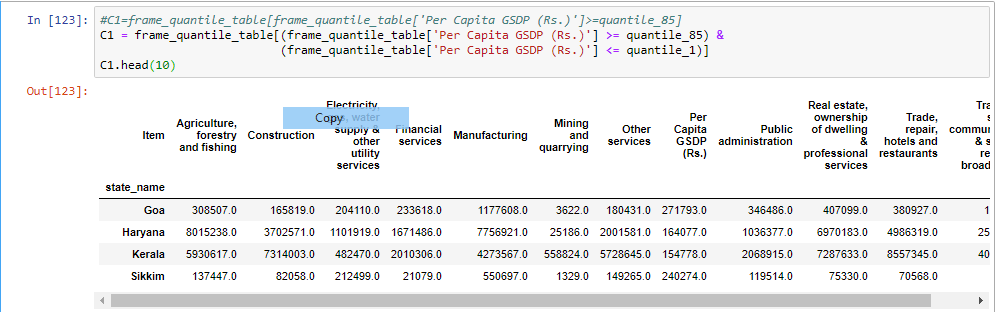 In [123]: #C1=frame_quantile_table[frame_quantile_table['Per Capita GSDP (Rs.)']>=quantile_85]
C1 = frame_quantile_table[(frame_quantile_table['Per Capita GSDP (Rs.)'] >= quantile_85) &
(frame_quantile_table['Per Capita GSDP (Rs.)'] <= quantile_1)]
C1.head(10)
Out[123]:
Item
Agriculture,
forestry
and fishing
Construction
Electricity,
water
supply &
other
utility
services
Copy
Financial
services
Manufacturing
Mining
and
quarrying
Other
services
Per
Capita
GSDP
(Rs.)
Public
administration
Real estate,
ownership
of dwelling
&
professional
services
Trade,
repair,
hotels and
restaurants
Tra
s
commun
& s
re
broad
state_name
Goa 308507.0 165819.0 204110.0 233618.0 1177608.0 3622.0 180431.0 271793.0 346486.0 407099.0 380927.0 1
Haryana 8015238.0 3702571.0 1101919.0 1671486.0 7756921.0 25186.0 2001581.0 164077.0 1036377.0 6970183.0 4986319.0 25
Kerala 5930617.0 7314003.0 482470.0 2010306.0 4273567.0 558824.0 5728645.0 154778.0 2068915.0 7287633.0 8557345.0 40
Sikkim 137447.0 82058.0 212499.0 21079.0 550697.0 1329.0 149265.0 240274.0 119514.0 75330.0 70568.0